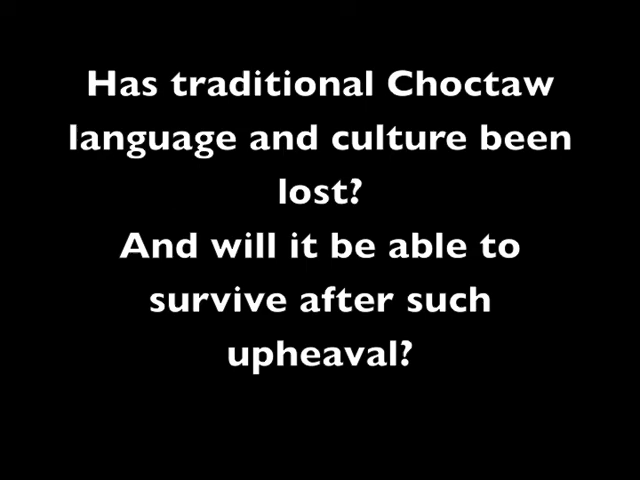 Has traditional Choctaw
language and culture been
lost?
And will it be able to
survive after such
upheaval?